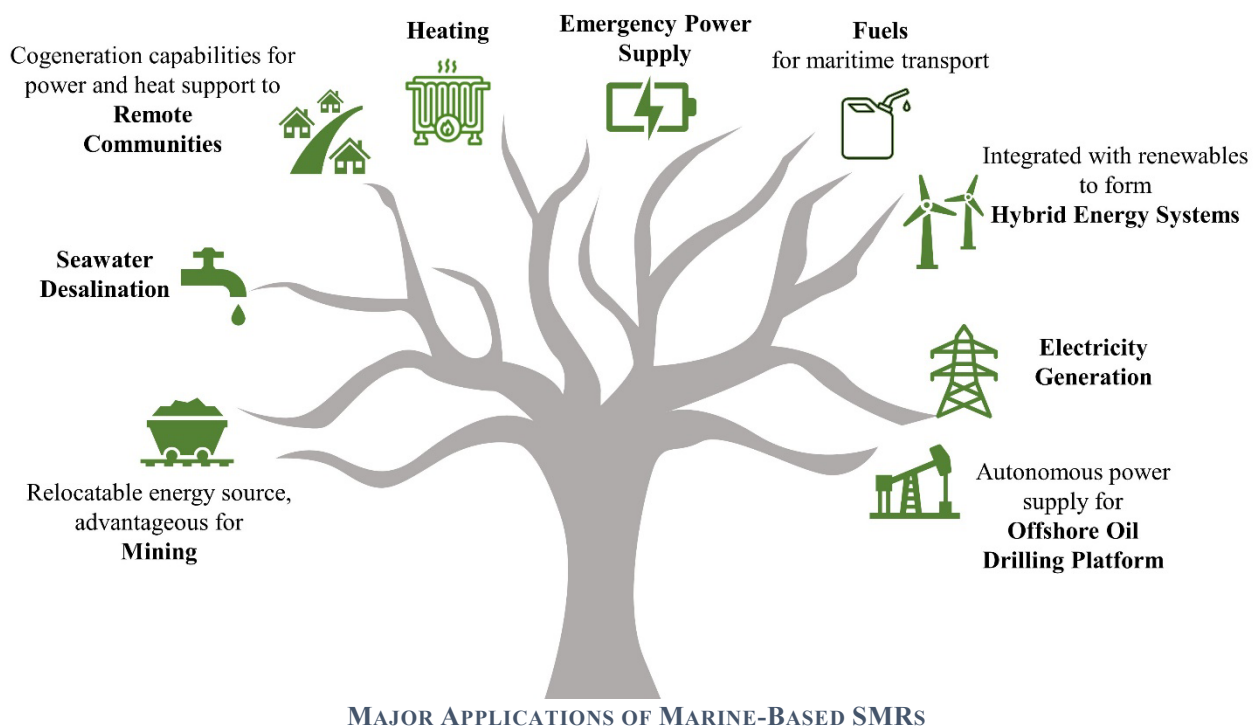 Heating
Emergency Power
Supply
Fuels
for maritime transport
Cogeneration capabilities for
power and heat support to
Remote
Communities
Integrated with renewables
to form
Hybrid Energy Systems
Seawater
Desalination
Electricity
Generation
Relocatable energy source,
advantageous for
Mining
Autonomous power
supply for
Offshore Oil
Drilling Platform
MAJOR APPLICATIONS OF MARINE-BASED SMRS